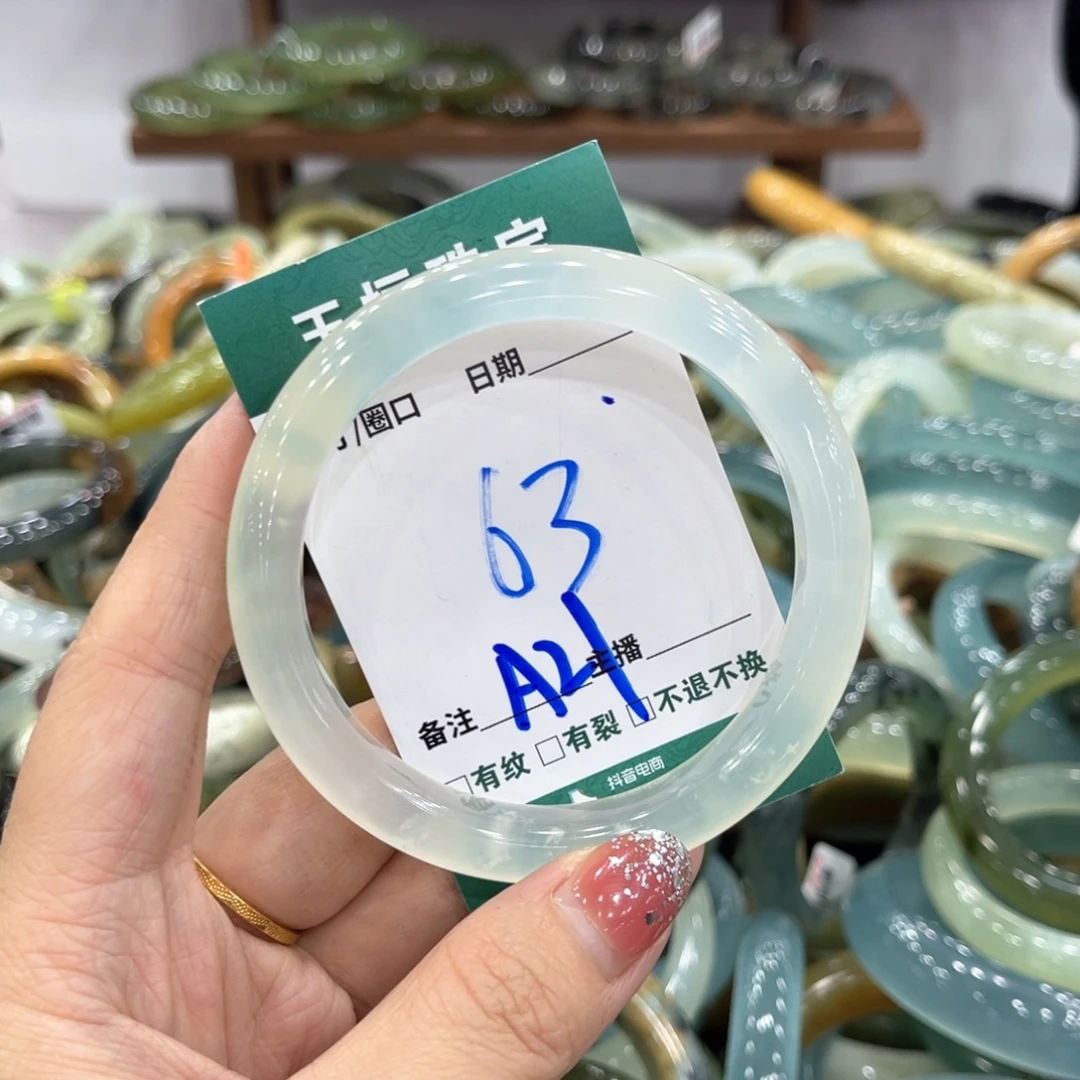 日期
/圈口
63
A21
主播
备注
有纹 有裂 不退不换
抖音电商